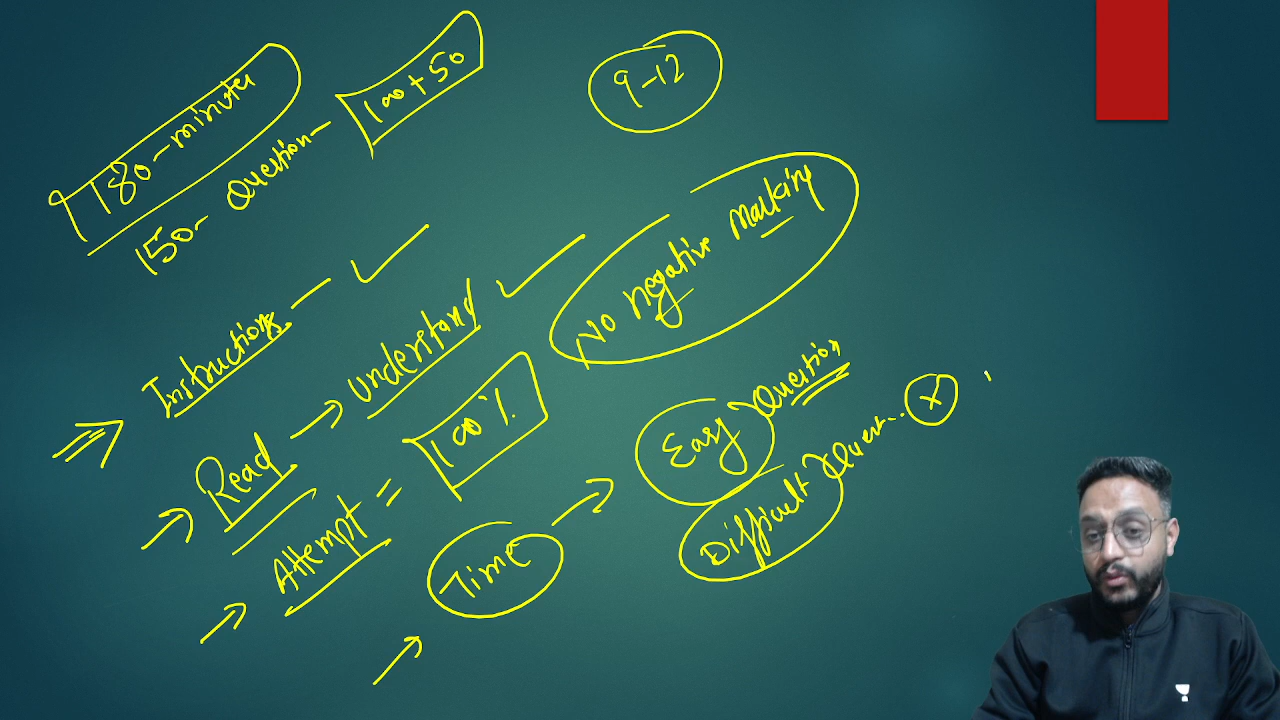 180-minutes
150- Question- 100+50
9-12
Instructions -
Read → understand
No negative Marking
Attempt = 100%
Time → Easy Question
Difficult Quest.. X